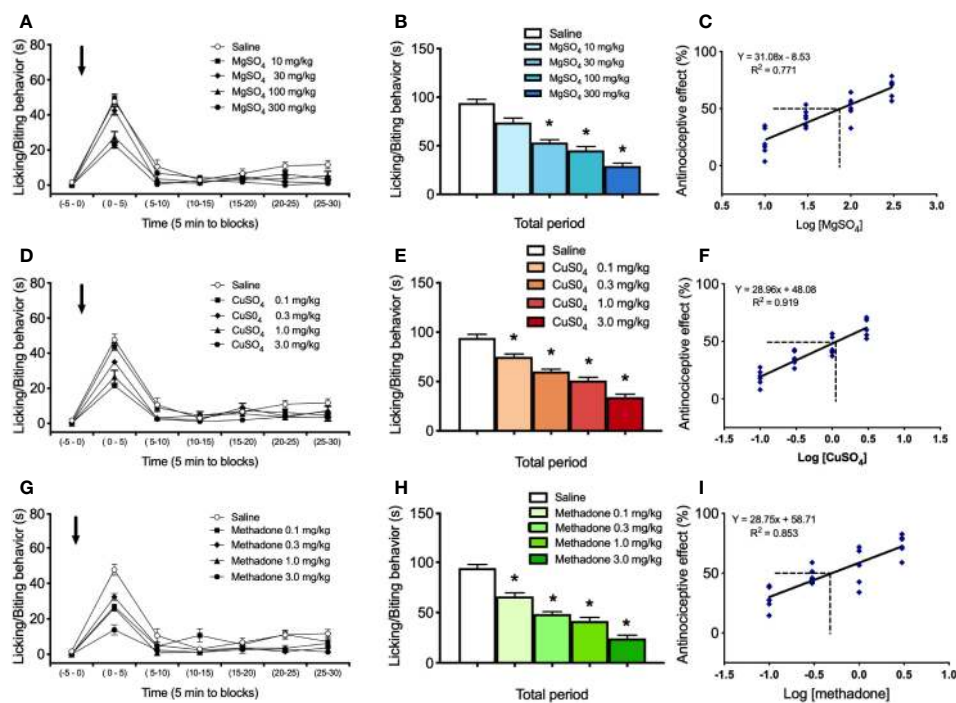 A
Licking/Biting behavior (s)
80
60
40
20
0
Saline
MgSO4 10 mg/kg
MgSO4 30 mg/kg
MgSO4 100 mg/kg
MgSO4 300 mg/kg
(-5 - 0) ( 0 - 5) ( 5-10) (10-15) (15-20) (20-25) (25-30)
Time (5 min to blocks)
B
Licking/Biting behavior (s)
150
100
50
0
Saline
MgSO4 10 mg/kg
MgSO4 30 mg/kg
MgSO4 100 mg/kg
MgSO4 300 mg/kg
* * *
Total period
C
Antinociceptive effect (%)
100
50
0
Y = 31.08x - 8.53
R2 = 0.771
0.5 1.0 1.5 2.0 2.5 3.0
Log [MgSO4]
D
Licking/Biting behavior (s)
80
60
40
20
0
Saline
CuSO4 0.1 mg/kg
CuS04 0.3 mg/kg
CuSO4 1.0 mg/kg
CuSO4 3.0 mg/kg
(-5 - 0) ( 0 - 5) ( 5-10) (10-15) (15-20) (20-25) (25-30)
Time (5 min to blocks)
E
Licking/Biting behavior (s)
150
100
50
0
Saline
CuS04 0.1 mg/kg
CuS04 0.3 mg/kg
CuS04 1.0 mg/kg
CuS04 3.0 mg/kg
* * * *
Total period
F
Antinociceptive effect (%)
100
50
0
Y = 28.96x + 48.08
R2 = 0.919
-1.5 -1.0 -0.5 0.0 0.5 1.0 1.5
Log [CuSO4]
G
Licking/Biting behavior (s)
80
60
40
20
0
Saline
Methadone 0.1 mg/kg
Methadone 0.3 mg/kg
Methadone 1.0 mg/kg
Methadone 3.0 mg/kg
(-5 - 0) ( 0 - 5) ( 5-10) (10-15) (15-20) (20-25) (25-30)
Time (5 min to blocks)
H
Licking/Biting behavior (s)
150
100
50
0
Saline
Methadone 0.1 mg/kg
Methadone 0.3 mg/kg
Methadone 1.0 mg/kg
Methadone 3.0 mg/kg
* * * *
Total period
I
Antinociceptive effect (%)
100
50
0
Y = 28.75x + 58.71
R2 = 0.853
-1.5 -1.0 -0.5 0.0 0.5 1.0
Log [methadone]